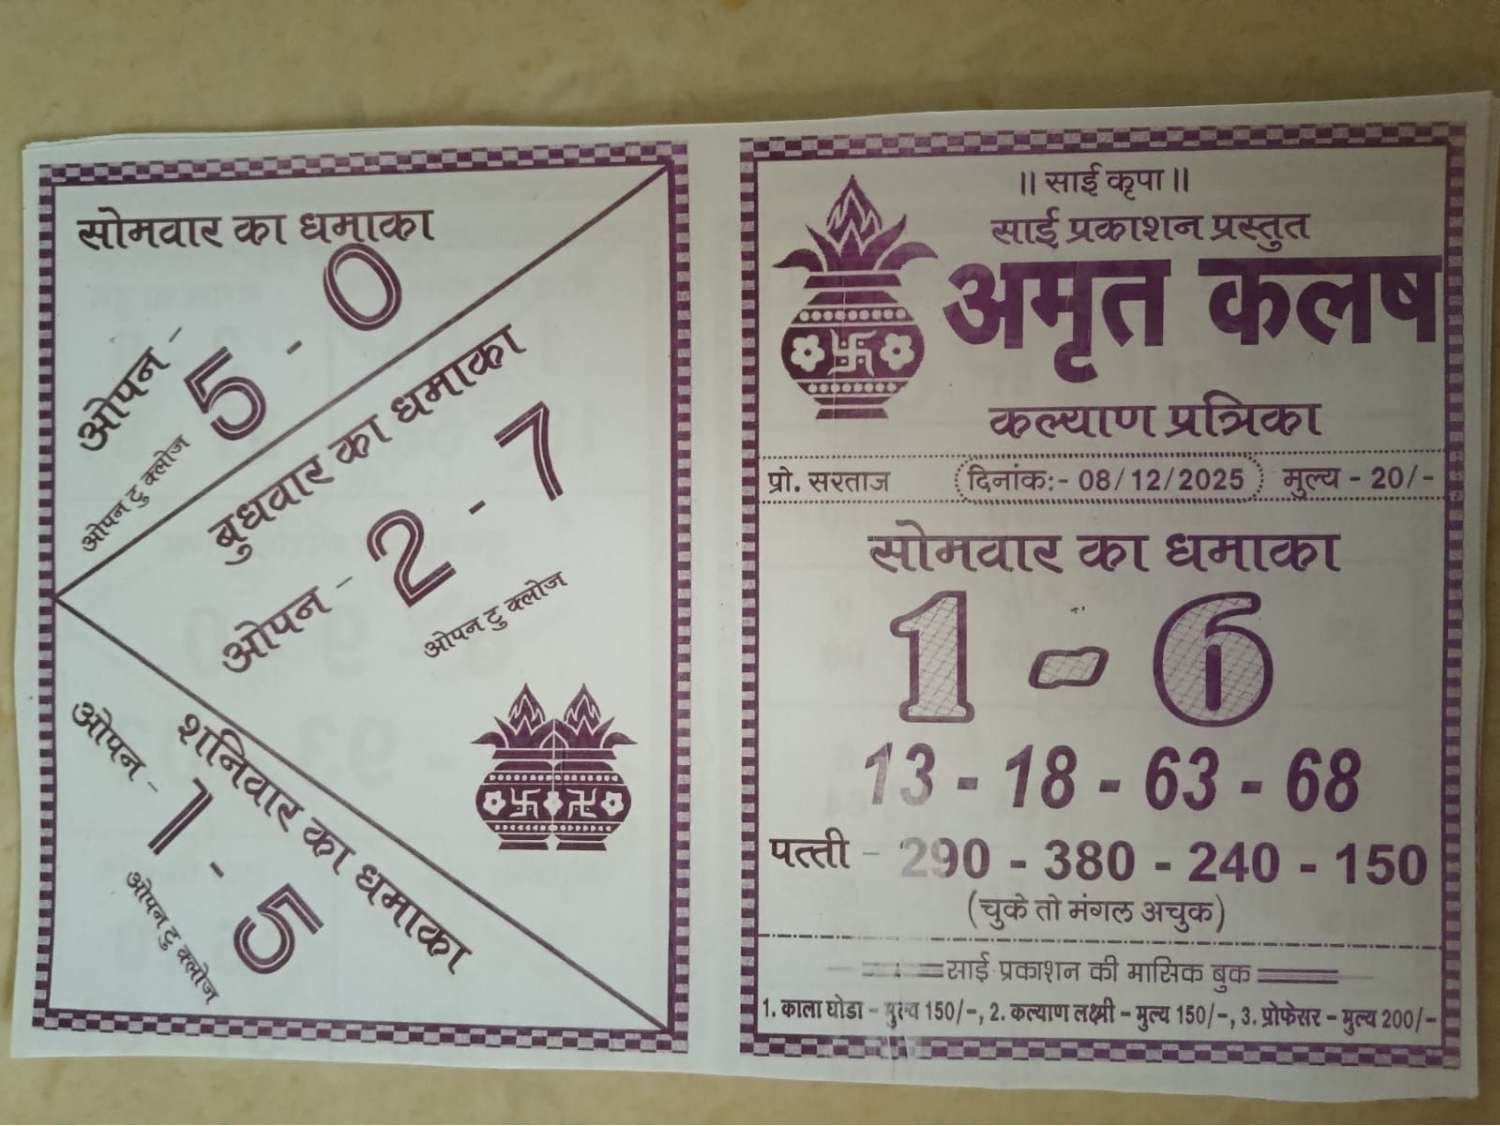 सोमवार का धमाका
ओपन - 5 - 0
ओपन टु क्लोज
बुधवार का धमाका
ओपन - 2 - 7
ओपन टु क्लोज
शनिवार का धमाका
ओपन - 1 - 5
ओपन टु क्लोज
|| साई कृपा ||
साई प्रकाशन प्रस्तुत
अमृत कलष
कल्याण प्रत्रिका
प्रो. सरताज दिनांकः- 08/12/2025 मुल्य - 20/-
सोमवार का धमाका
1 - 6
13 - 18 - 63 - 68
पत्ती - 290 - 380 - 240 - 150
(चुके तो मंगल अचुक)
साई प्रकाशन की मासिक बुक
1. काला घोडा - मुल्य 150/-, 2. कल्याण लक्ष्मी - मुल्य 150/-, 3. प्रोफेसर - मुल्य 200/-